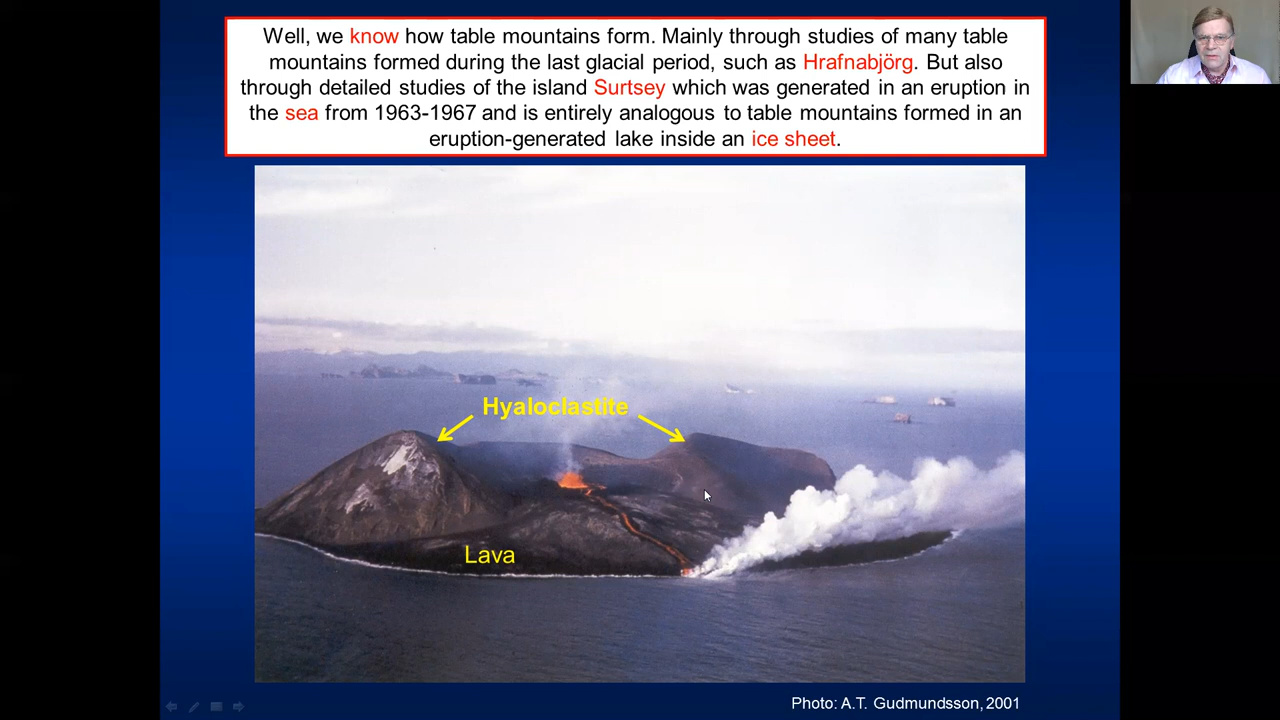 Well, we know how table mountains form. Mainly through studies of many table
mountains formed during the last glacial period, such as Hrafnabjörg. But also
through detailed studies of the island Surtsey which was generated in an eruption in
the sea from 1963-1967 and is entirely analogous to table mountains formed in an
eruption-generated lake inside an ice sheet.
Hyaloclastite
Lava
Photo: A.T. Gudmundsson, 2001